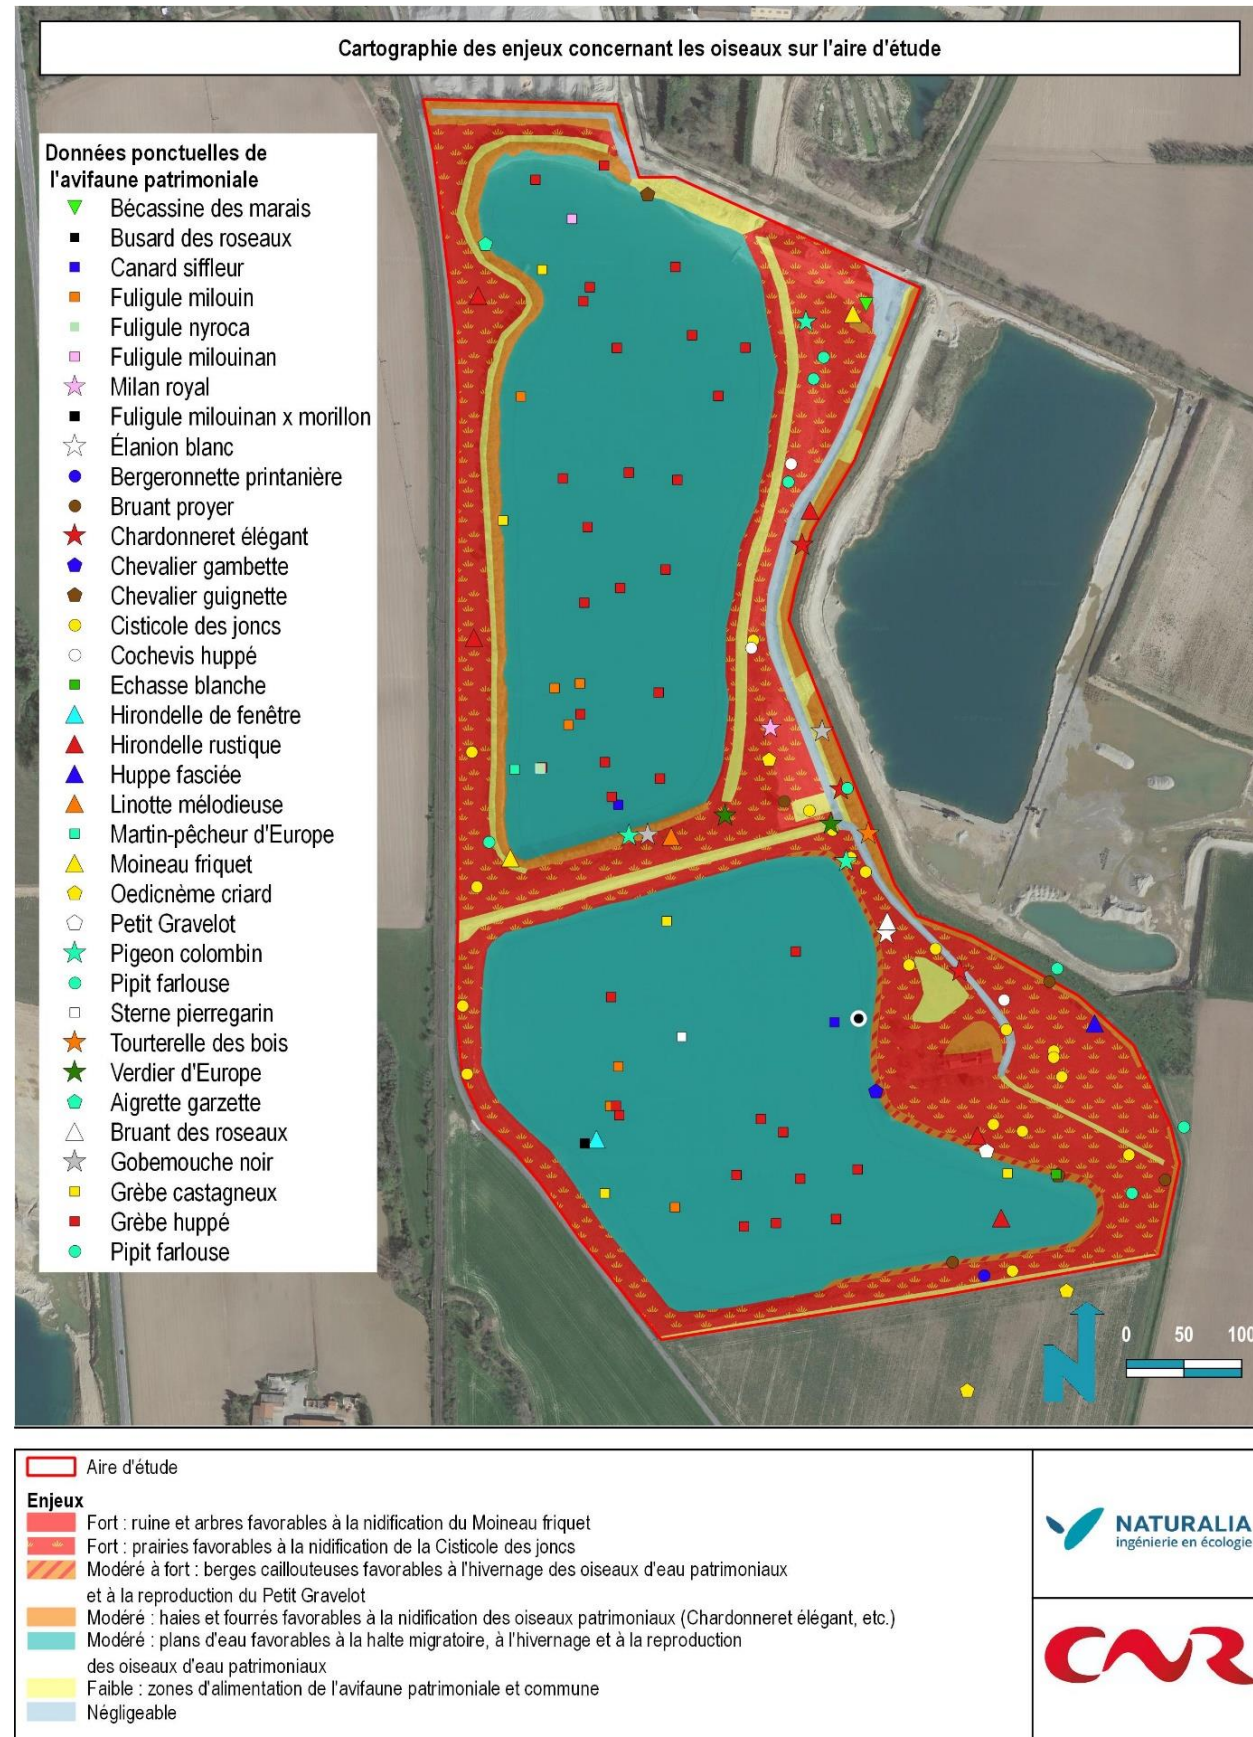 Cartographie des enjeux concernant les oiseaux sur l'aire d'étude
Données ponctuelles de
l'avifaune patrimoniale
Bécassine des marais
Busard des roseaux
Canard siffleur
Fuligule milouin
Fuligule nyroca
Fuligule milouinan
Milan royal
Fuligule milouinan x morillon
Élanion blanc
Bergeronnette printanière
Bruant proyer
Chardonneret élégant
Chevalier gambette
Chevalier guignette
Cisticole des joncs
Cochevis huppé
Echasse blanche
Hirondelle de fenêtre
Hirondelle rustique
Huppe fasciée
Linotte mélodieuse
Martin-pêcheur d'Europe
Moineau friquet
Oedicnème criard
Petit Gravelot
Pigeon colombin
Pipit farlouse
Sterne pierregarin
Tourterelle des bois
Verdier d'Europe
Aigrette garzette
Bruant des roseaux
Gobemouche noir
Grèbe castagneux
Grèbe huppé
Pipit farlouse
N
0 50 100
Aire d'étude
Enjeux
Fort : ruine et arbres favorables à la nidification du Moineau friquet
Fort : prairies favorables à la nidification de la Cisticole des joncs
Modéré à fort : berges caillouteuses favorables à l'hivernage des oiseaux d'eau patrimoniaux
et à la reproduction du Petit Gravelot
Modéré : haies et fourrés favorables à la nidification des oiseaux patrimoniaux (Chardonneret élégant, etc.)
Modéré : plans d'eau favorables à la halte migratoire, à l'hivernage et à la reproduction
des oiseaux d'eau patrimoniaux
Faible : zones d'alimentation de l'avifaune patrimoniale et commune
Négligeable
NATURALIA
ingénierie en écologie
CNR